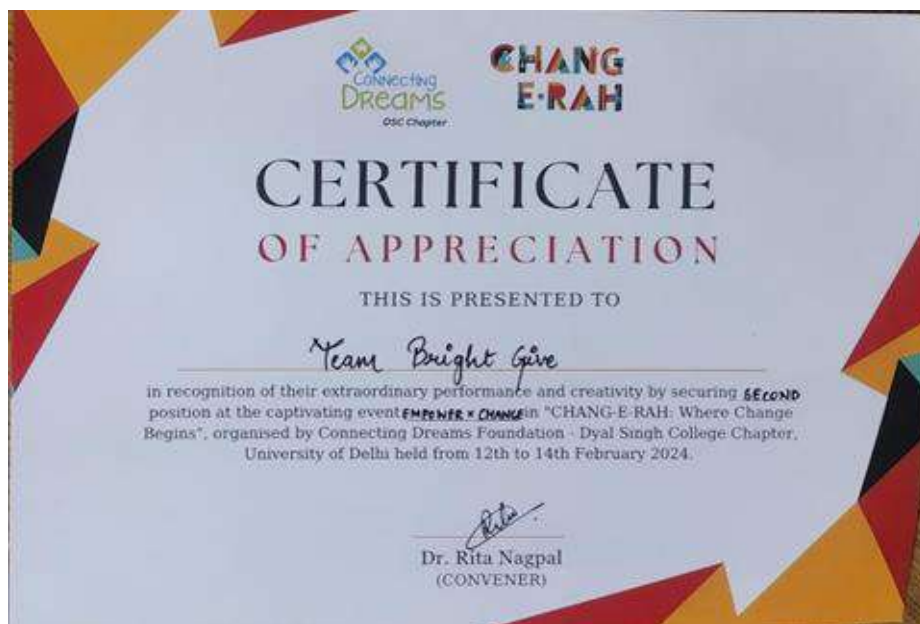 CONNecting
DReaMS
DSC Chapter
CHANG
E·RAH
CERTIFICATE
OF APPRECIATION
THIS IS PRESENTED TO
Team Bright Give
in recognition of their extraordinary performance and creativity by securing SECOND
position at the captivating event EMPOWER × CHANGE in "CHANG-E-RAH: Where Change
Begins", organised by Connecting Dreams Foundation - Dyal Singh College Chapter,
University of Delhi held from 12th to 14th February 2024.
Ritu
Dr. Rita Nagpal
(CONVENER)